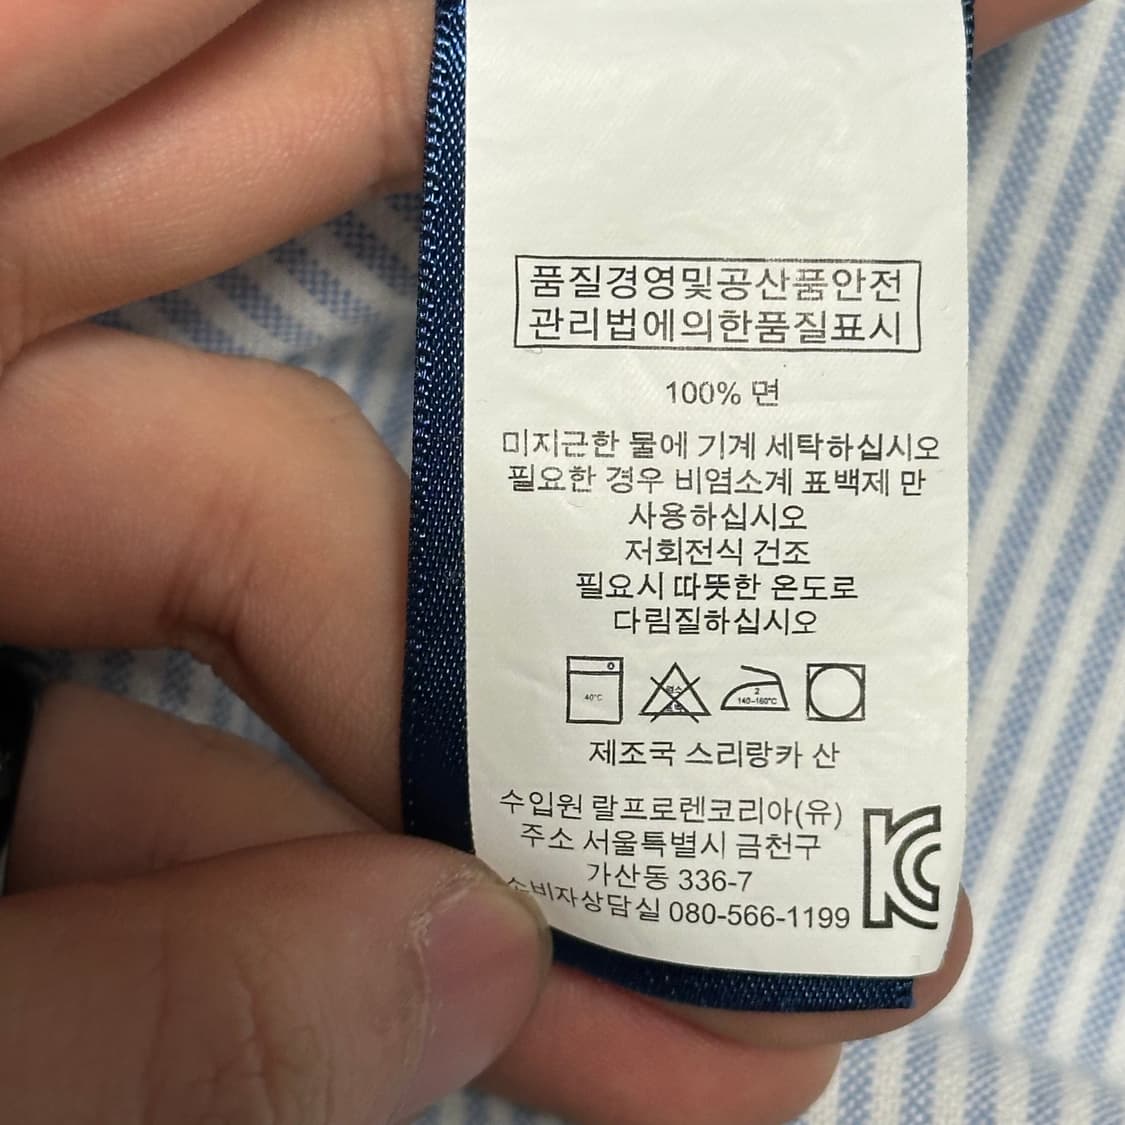 품질경영및공산품안전
관리법에의한품질표시
100% 면
미지근한 물에 기계 세탁하십시오
필요한 경우 비염소계 표백제 만
사용하십시오
저회전식 건조
필요시 따뜻한 온도로
다림질하십시오
40°C
염소
표백
2
140~160°C
제조국 스리랑카 산
수입원 랄프로렌코리아(유)
주소 서울특별시 금천구
가산동 336-7
소비자상담실 080-566-1199